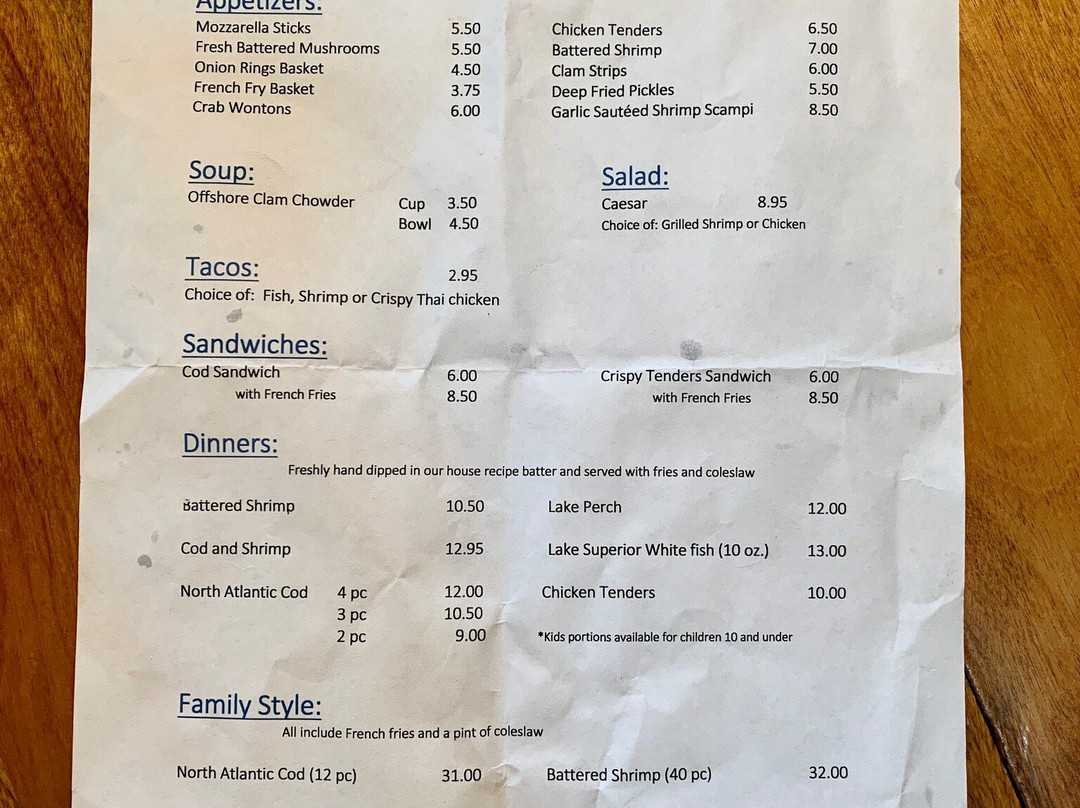 Appetizers:
Mozzarella Sticks 5.50 Chicken Tenders 6.50
Fresh Battered Mushrooms 5.50 Battered Shrimp 7.00
Onion Rings Basket 4.50 Clam Strips 6.00
French Fry Basket 3.75 Deep Fried Pickles 5.50
Crab Wontons 6.00 Garlic Sautéed Shrimp Scampi 8.50
Soup: Salad:
Offshore Clam Chowder Cup 3.50 Caesar 8.95
Bowl 4.50 Choice of: Grilled Shrimp or Chicken
Tacos: 2.95
Choice of: Fish, Shrimp or Crispy Thai chicken
Sandwiches:
Cod Sandwich 6.00 Crispy Tenders Sandwich 6.00
with French Fries 8.50 with French Fries 8.50
Dinners:
Freshly hand dipped in our house recipe batter and served with fries and coleslaw
Battered Shrimp 10.50 Lake Perch 12.00
Cod and Shrimp 12.95 Lake Superior White fish (10 oz.) 13.00
North Atlantic Cod 4 pc 12.00 Chicken Tenders 10.00
3 pc 10.50
2 pc 9.00 *Kids portions available for children 10 and under
Family Style:
All include French fries and a pint of coleslaw
North Atlantic Cod (12 pc) 31.00 Battered Shrimp (40 pc) 32.00